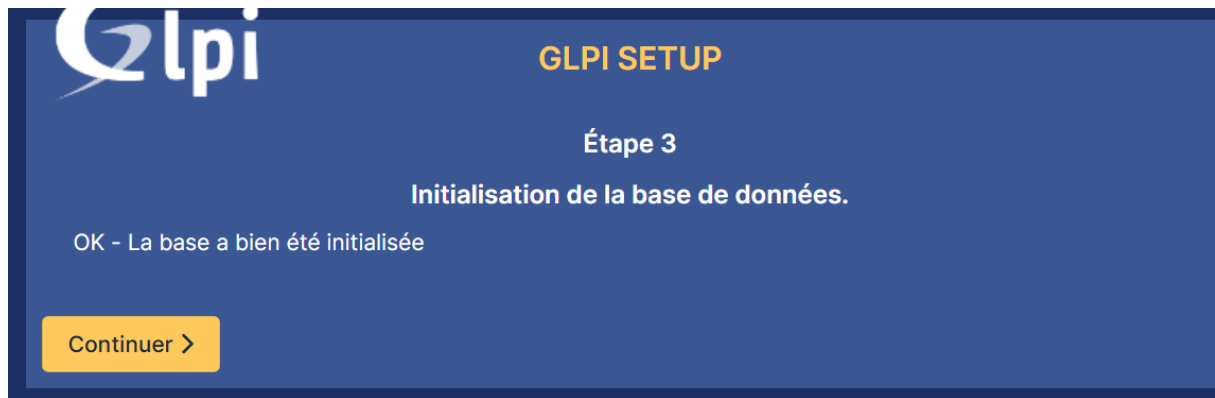 Glpi
GLPI SETUP
Étape 3
Initialisation de la base de données.
OK - La base a bien été initialisée
Continuer >